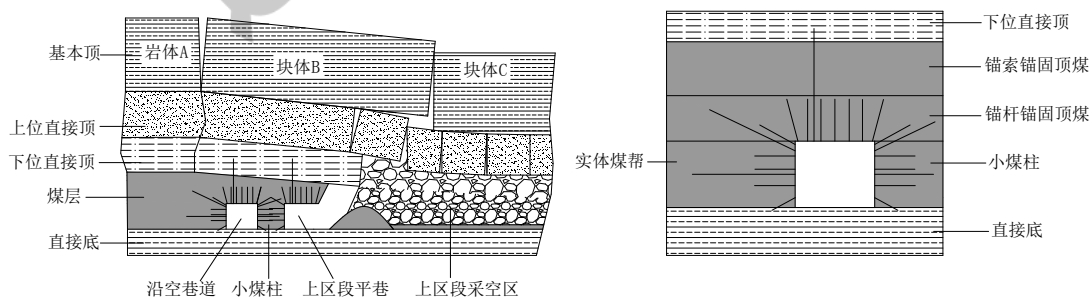 基本顶
岩体A
块体B
块体C
上位直接顶
下位直接顶
煤层
直接底
沿空巷道
小煤柱
上区段平巷
上区段采空区
下位直接顶
锚索锚固顶煤
锚杆锚固顶煤
实体煤帮
小煤柱
直接底